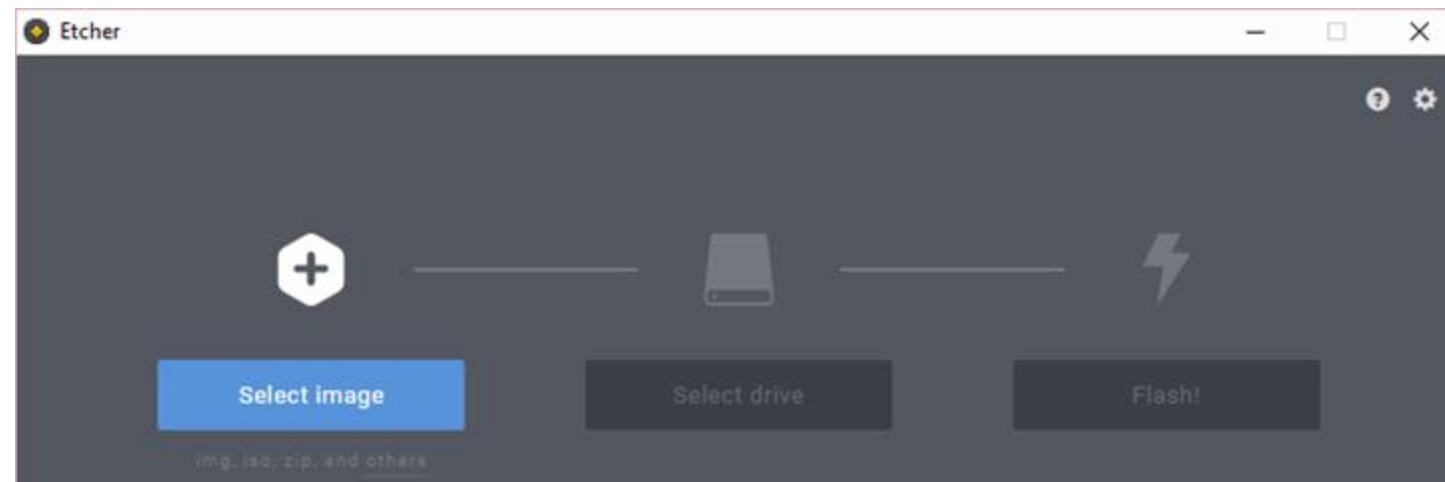 Etcher
Select image
Select drive
Flash!
img, iso, zip, and others